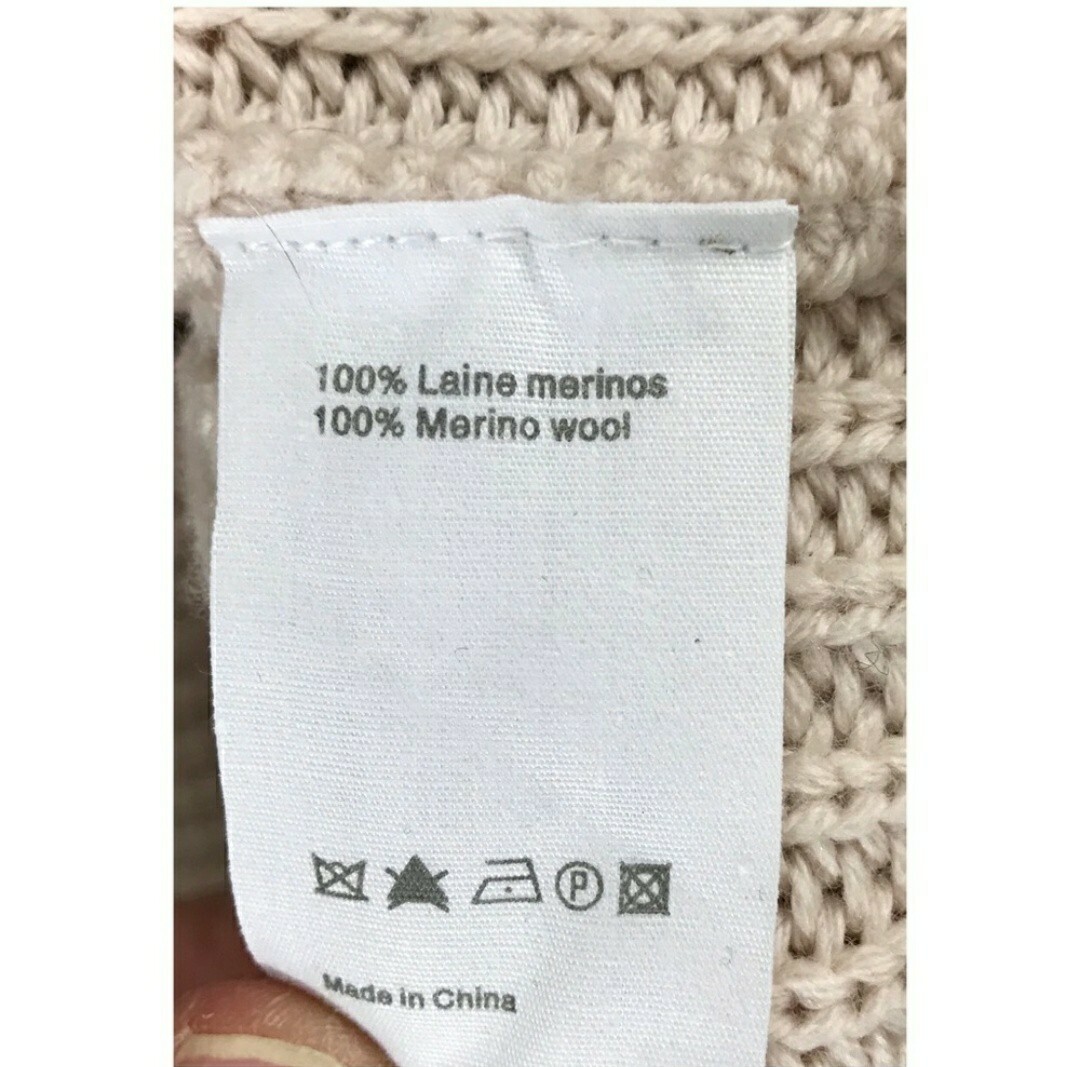 100% Laine merinos
100% Merino wool
P
Made in China